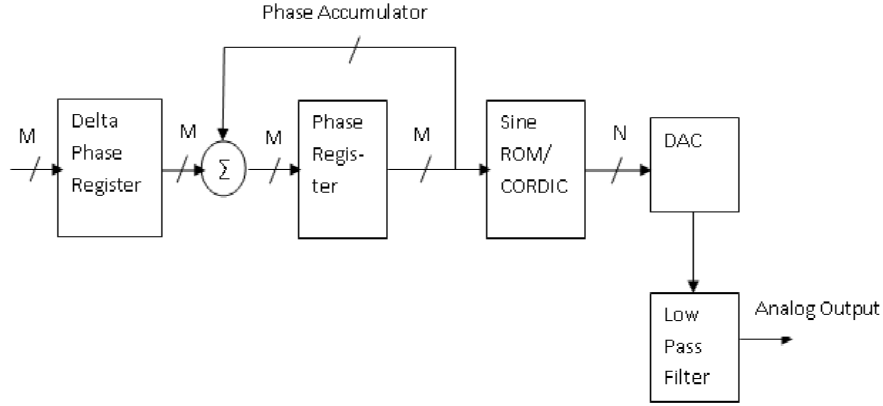 Phase Accumulator
M
Delta
Phase
Register
M
Σ
M
Phase
Regis-
ter
M
Sine
ROM/
CORDIC
N
DAC
Low
Pass
Filter
Analog Output